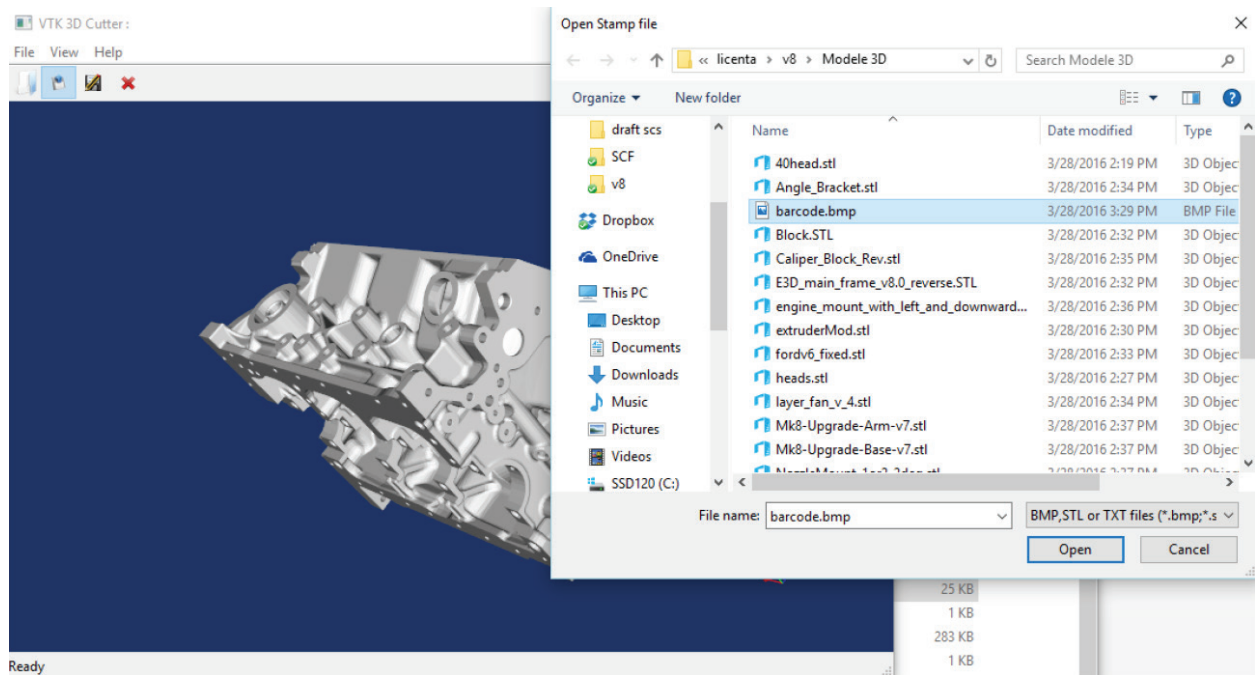 VTK 3D Cutter :
File View Help
Ready
Open Stamp file
« licenta > v8 > Modele 3D
Search Modele 3D
Organize New folder
draft scs
SCF
v8
Dropbox
OneDrive
This PC
Desktop
Documents
Downloads
Music
Pictures
Videos
SSD120 (C:)
Name Date modified Type
40head.stl 3/28/2016 2:19 PM 3D Objec
Angle_Bracket.stl 3/28/2016 2:34 PM 3D Objec
barcode.bmp 3/28/2016 3:29 PM BMP File
Block.STL 3/28/2016 2:32 PM 3D Objec
Caliper_Block_Rev.stl 3/28/2016 2:35 PM 3D Objec
E3D_main_frame_v8.0_reverse.STL 3/28/2016 2:32 PM 3D Objec
engine_mount_with_left_and_downward... 3/28/2016 2:36 PM 3D Objec
extruderMod.stl 3/28/2016 2:30 PM 3D Objec
fordv6_fixed.stl 3/28/2016 2:33 PM 3D Objec
heads.stl 3/28/2016 2:27 PM 3D Objec
layer_fan_v_4.stl 3/28/2016 2:34 PM 3D Objec
Mk8-Upgrade-Arm-v7.stl 3/28/2016 2:37 PM 3D Objec
Mk8-Upgrade-Base-v7.stl 3/28/2016 2:37 PM 3D Objec
File name: barcode.bmp BMP,STL or TXT files (*.bmp;*.s
Open Cancel
25 KB
1 KB
283 KB
1 KB